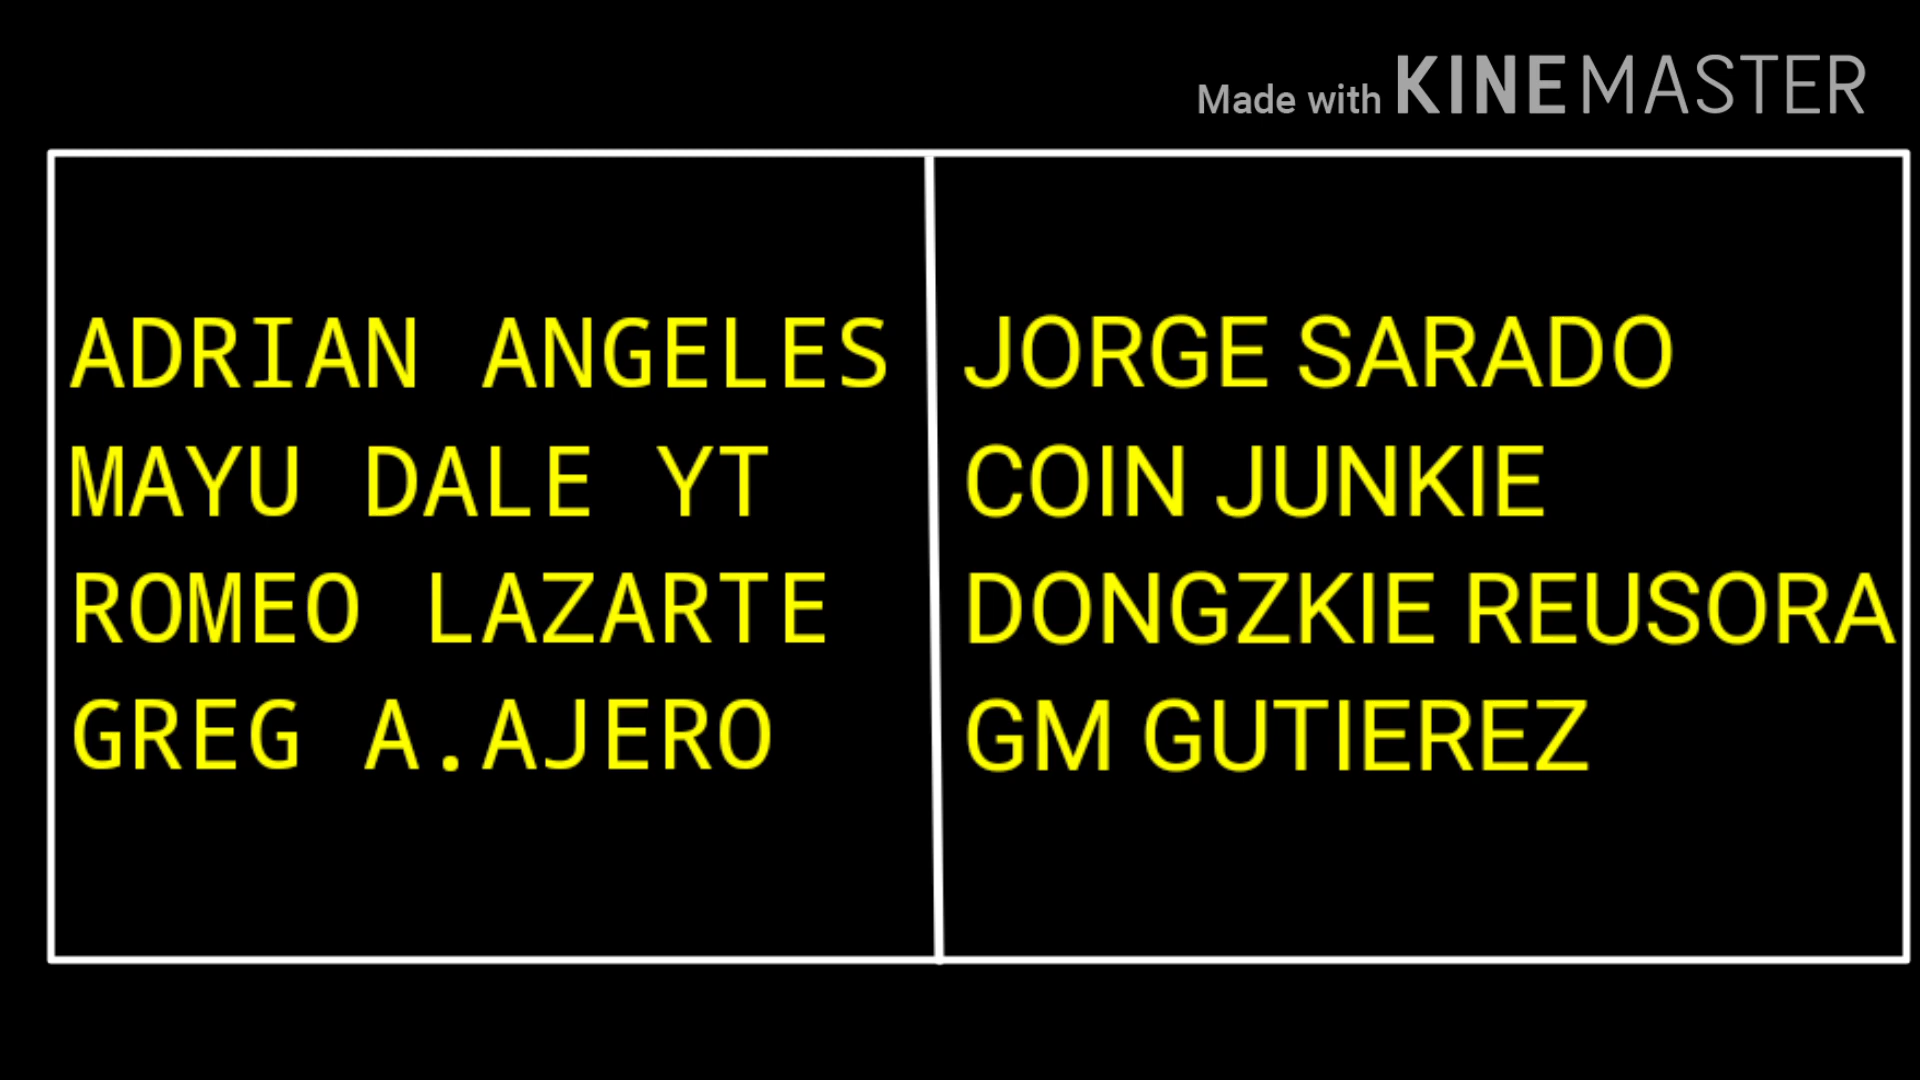 Made with KINEMASTER
ADRIAN ANGELES
MAYU DALE YT
ROMEO LAZARTE
GREG A.AJERO
JORGE SARADO
COIN JUNKIE
DONGZKIE REUSORA
GM GUTIEREZ